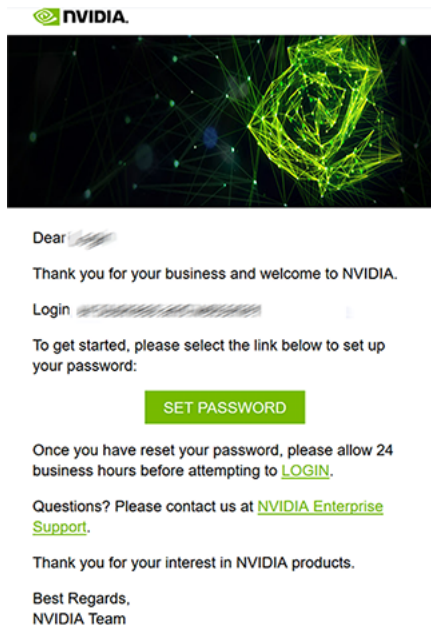 NVIDIA.
Dear
Thank you for your business and welcome to NVIDIA.
Login
To get started, please select the link below to set up
your password:
SET PASSWORD
Once you have reset your password, please allow 24
business hours before attempting to LOGIN.
Questions? Please contact us at NVIDIA Enterprise
Support.
Thank you for your interest in NVIDIA products.
Best Regards,
NVIDIA Team